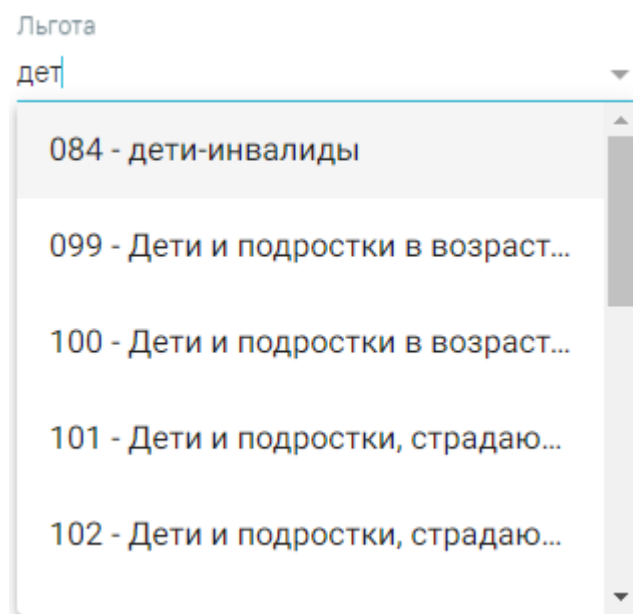 Льгота
дет
084 - дети-инвалиды
099 - Дети и подростки в возраст...
100 - Дети и подростки в возраст...
101 - Дети и подростки, страдаю...
102 - Дети и подростки, страдаю...